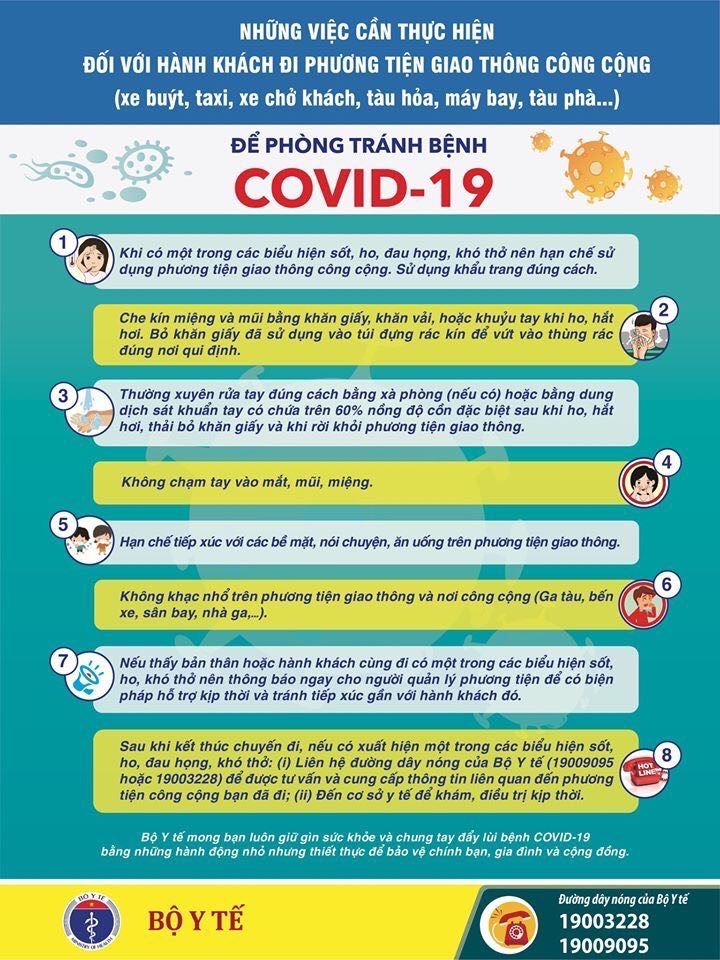 NHỮNG VIỆC CẦN THỰC HIỆN
ĐỐI VỚI HÀNH KHÁCH ĐI PHƯƠNG TIỆN GIAO THÔNG CÔNG CỘNG
(xe buýt, taxi, xe chở khách, tàu hỏa, máy bay, tàu phà...)
ĐỂ PHÒNG TRÁNH BỆNH
COVID-19
1
Khi có một trong các biểu hiện sốt, ho, đau họng, khó thở nên hạn chế sử
dụng phương tiện giao thông công cộng. Sử dụng khẩu trang đúng cách.
2
Che kín miệng và mũi bằng khăn giấy, khăn vải, hoặc khuỷu tay khi ho, hắt
hơi. Bỏ khăn giấy đã sử dụng vào túi đựng rác kín để vứt vào thùng rác
đúng nơi qui định.
3
Thường xuyên rửa tay đúng cách bằng xà phòng (nếu có) hoặc bằng dung
dịch sát khuẩn tay có chứa trên 60% nồng độ cồn đặc biệt sau khi ho, hắt
hơi, thải bỏ khăn giấy và khi rời khỏi phương tiện giao thông.
4
Không chạm tay vào mắt, mũi, miệng.
5
Hạn chế tiếp xúc với các bề mặt, nói chuyện, ăn uống trên phương tiện giao thông.
6
Không khạc nhổ trên phương tiện giao thông và nơi công cộng (Ga tàu, bến
xe, sân bay, nhà ga,...).
7
Nếu thấy bản thân hoặc hành khách cùng đi có một trong các biểu hiện sốt,
ho, khó thở nên thông báo ngay cho người quản lý phương tiện để có biện
pháp hỗ trợ kịp thời và tránh tiếp xúc gần với hành khách đó.
8
Sau khi kết thúc chuyến đi, nếu có xuất hiện một trong các biểu hiện sốt,
ho, đau họng, khó thở: (i) Liên hệ đường dây nóng của Bộ Y tế (19009095
hoặc 19003228) để được tư vấn và cung cấp thông tin liên quan đến phương
tiện công cộng bạn đã đi; (ii) Đến cơ sở y tế để khám, điều trị kịp thời.
HOT
LINE
Bộ Y tế mong bạn luôn giữ gìn sức khỏe và chung tay đẩy lùi bệnh COVID-19
bằng những hành động nhỏ nhưng thiết thực để bảo vệ chính bạn, gia đình và cộng đồng.
BỘ Y TẾ
MINISTRY OF HEALTH
BỘ Y TẾ
Đường dây nóng của Bộ Y tế
19003228
19009095